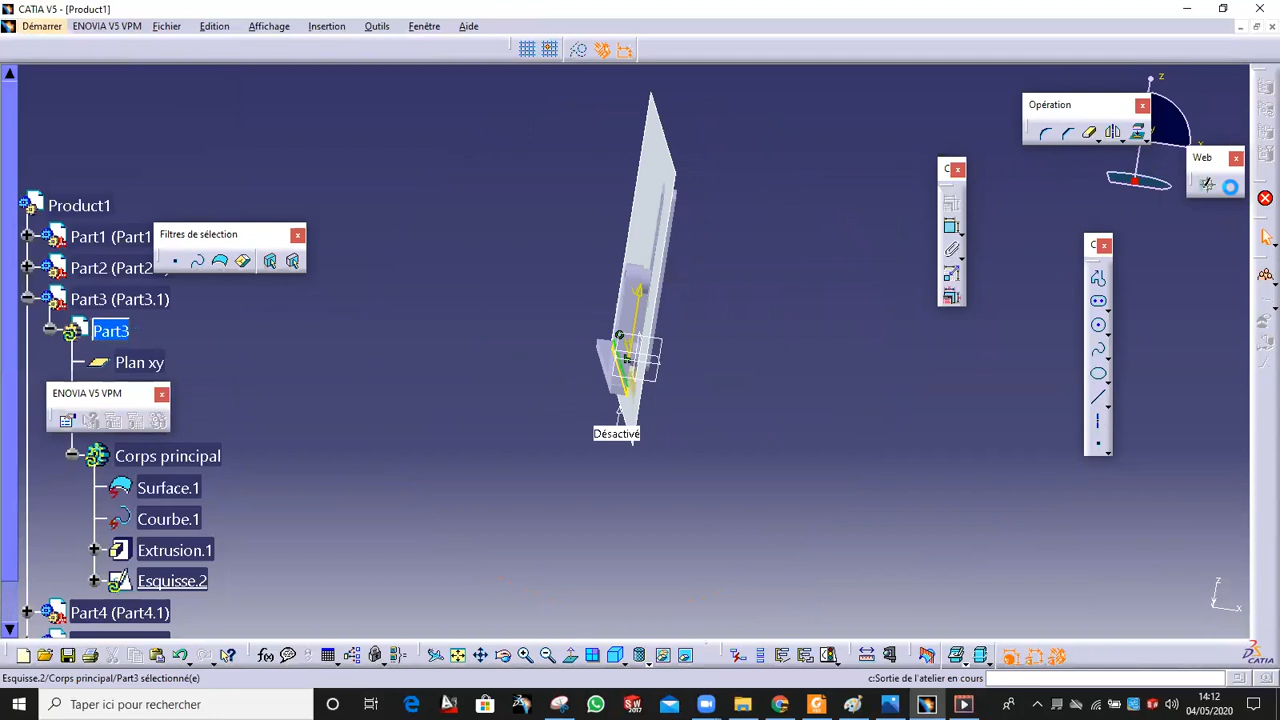 CATIA V5 - [Product1]
Démarrer ENOVIA V5 VPM Fichier Edition Affichage Insertion Outils Fenêtre Aide
Opération
Web
Z
Product1
Filtres de sélection
Part1 (Part1
Part2 (Part2
Part3 (Part3.1)
Part3
Plan xy
ENOVIA V5 VPM
Désactivé
Corps principal
Surface.1
Courbe.1
Extrusion.1
Esquisse.2
Part4 (Part4.1)
C
C
z
x
Esquisse.2/Corps principal/Part3 sélectionné(e)
c:Sortie de l'atelier en cours
Taper ici pour rechercher
14:12
04/05/2020